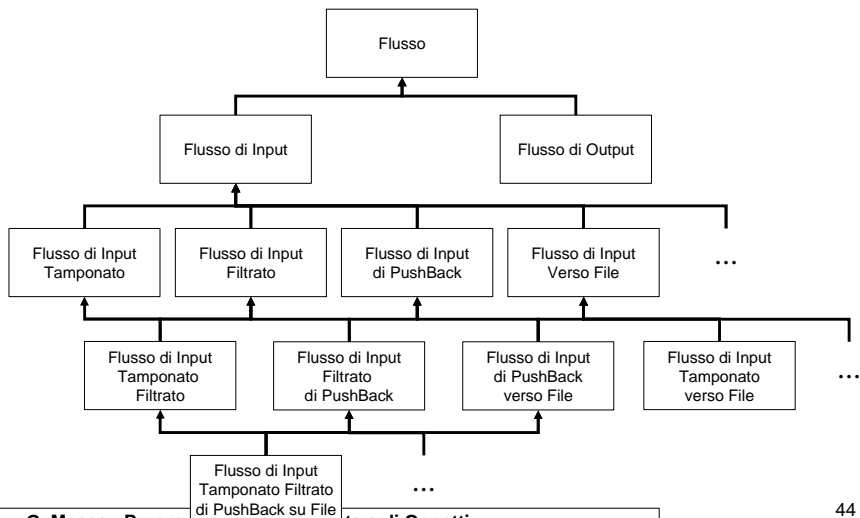 Flusso
Flusso di Input
Flusso di Output
Flusso di Input
Tamponato
Flusso di Input
Filtrato
Flusso di Input
di PushBack
Flusso di Input
Verso File
...
Flusso di Input
Tamponato
Filtrato
Flusso di Input
Filtrato
di PushBack
Flusso di Input
di PushBack
verso File
Flusso di Input
Tamponato
verso File
...
Flusso di Input
Tamponato Filtrato
di PushBack su File
...
44